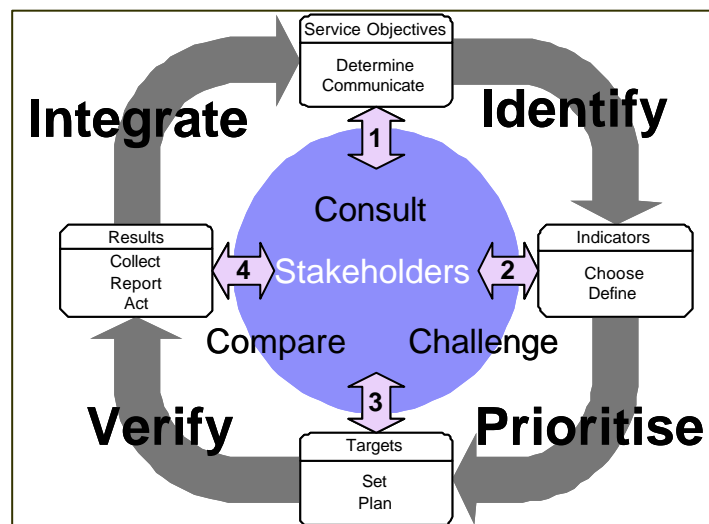 Service Objectives
Determine
Communicate
Integrate
Identify
1
Consult
Results
Collect
Report
Act
4
Stakeholders
2
Indicators
Choose
Define
Compare
Challenge
3
Verify
Prioritise
Targets
Set
Plan